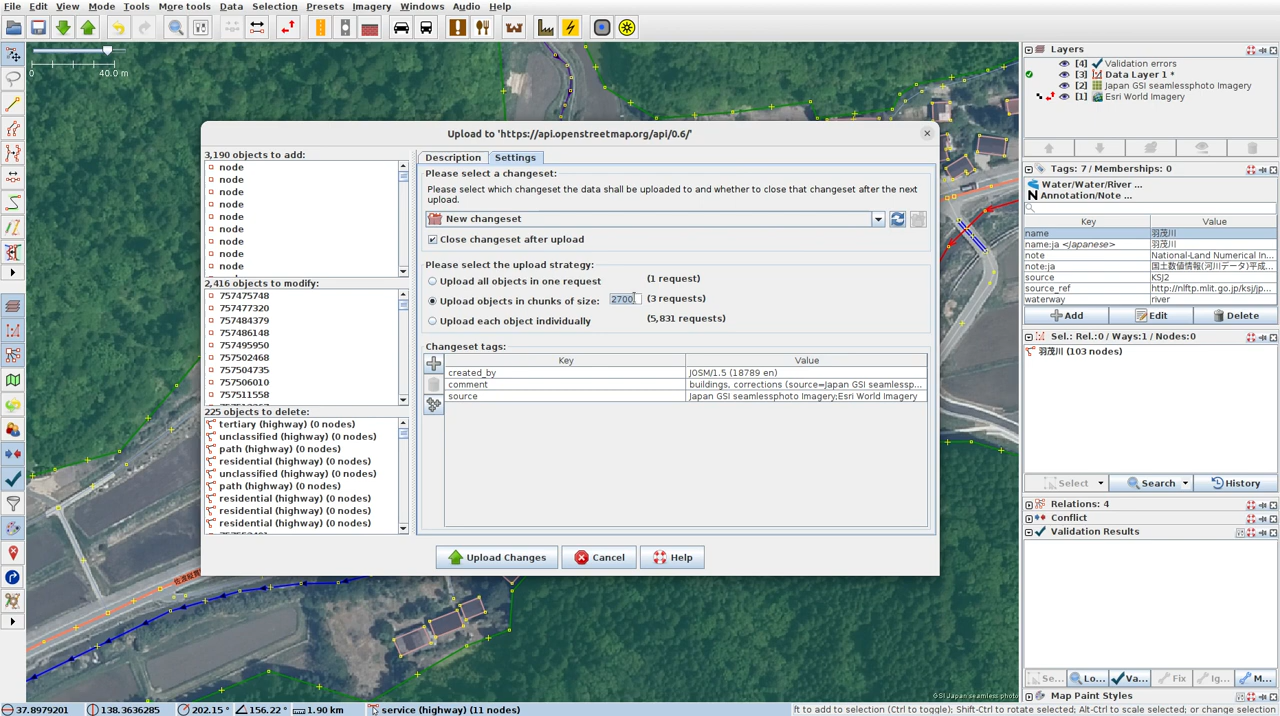 File Edit View Mode Tools More tools Data Selection Presets Imagery Windows Audio Help
0 40.0 m
Upload to 'https://api.openstreetmap.org/api/0.6/'
3,190 objects to add:
node
node
node
node
node
node
node
node
node
2,416 objects to modify:
757475748
757477320
757484379
757486148
757495950
757502468
757504735
757506010
757511558
225 objects to delete:
tertiary (highway) (0 nodes)
unclassified (highway) (0 nodes)
path (highway) (0 nodes)
residential (highway) (0 nodes)
unclassified (highway) (0 nodes)
path (highway) (0 nodes)
residential (highway) (0 nodes)
residential (highway) (0 nodes)
residential (highway) (0 nodes)
Description Settings
Please select a changeset:
Please select which changeset the data shall be uploaded to and whether to close that changeset after the next
upload.
New changeset
Close changeset after upload
Please select the upload strategy:
Upload all objects in one request (1 request)
Upload objects in chunks of size: 2700 (3 requests)
Upload each object individually (5,831 requests)
Changeset tags:
Key Value
created_by JOSM/1.5 (18789 en)
comment buildings, corrections (source=Japan GSI seamlessp...
source Japan GSI seamlessphoto Imagery;Esri World Imagery
Upload Changes Cancel Help
Layers
[4] Validation errors
[3] Data Layer 1 *
[2] Japan GSI seamlessphoto Imagery
[1] Esri World Imagery
Tags: 7 / Memberships: 0
Water/Water/River ...
Annotation/Note ...
Key Value
name 羽茂川
name:ja <Japanese> 羽茂川
note National-Land Numerical In...
note:ja 国土数値情報(河川データ)平成...
source KSJ2
source_ref http://nlftp.mlit.go.jp/ksj/jp...
waterway river
Add Edit Delete
Sel.: Rel.:0 / Ways:1 / Nodes:0
羽茂川 (103 nodes)
Select Search History
Relations: 4
Conflict
Validation Results
Se... Lo... Va... Fix Ig... M...
Map Paint Styles
GSI Japan seamless photo
37.8979201 138.3636285 202.15 ° 156.22 ° 1.90 km service (highway) (11 nodes) ft to add to selection (Ctrl to toggle); Shift-Ctrl to rotate selected; Alt-Ctrl to scale selected; or change selection